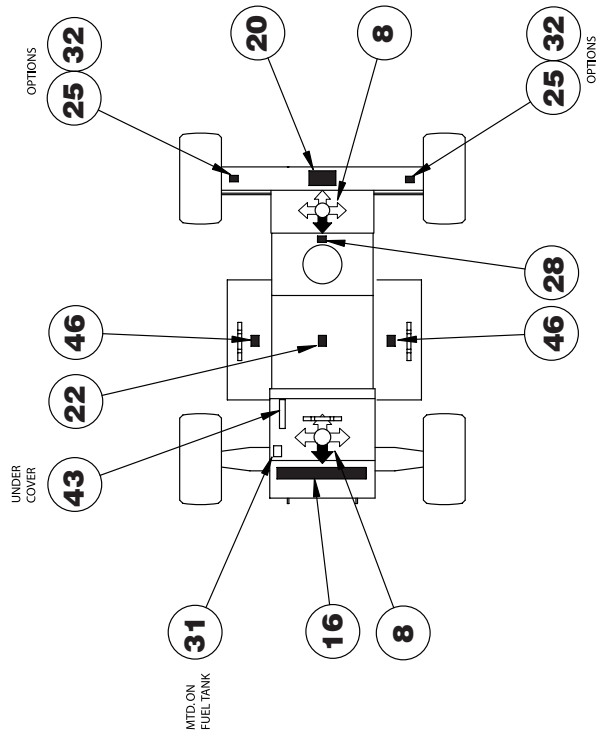 UNDER
COVER
OPTIONS
43
22
46
25
32
MTD. ON
FUEL TANK
31
20
16
8
8
46
28
25
32
OPTIONS